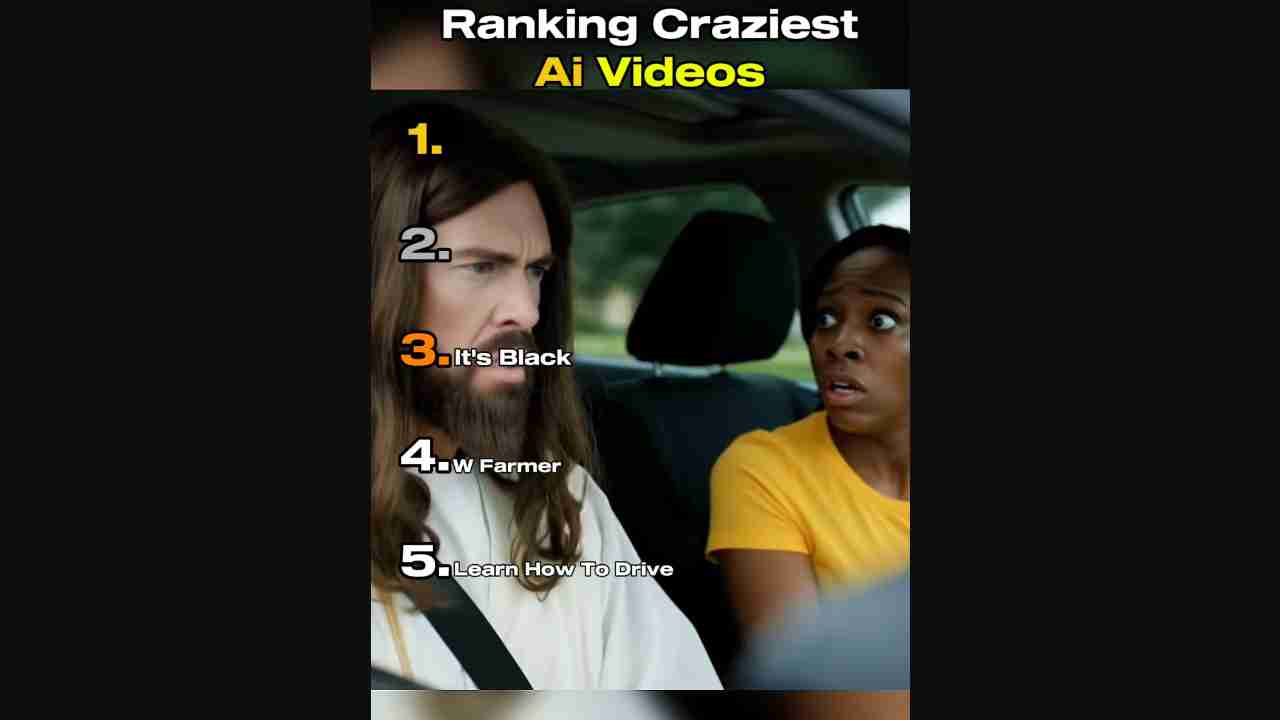 Ranking Craziest
Ai Videos
1.
2.
3. It's Black
4. W Farmer
5. Learn How To Drive